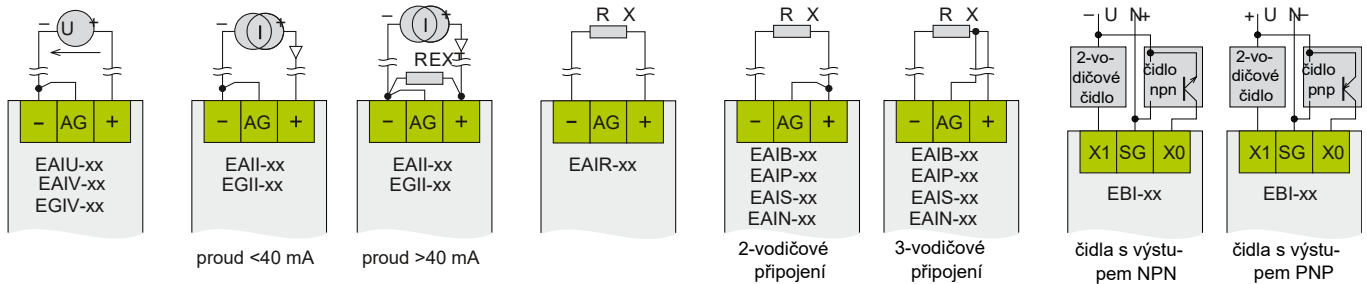 − U +
− AG +
EAIU-xx
EAIV-xx
EGIV-xx
− I +
− AG +
EAII-xx
EGII-xx
proud <40 mA
− I +
REXT
− AG +
EAII-xx
EGII-xx
proud >40 mA
R X
− AG +
EAIR-xx
R X
− AG +
EAIB-xx
EAIP-xx
EAIS-xx
EAIN-xx
2-vodičové
připojení
R X
− AG +
EAIB-xx
EAIP-xx
EAIS-xx
EAIN-xx
3-vodičové
připojení
− U N+
2-vo-
dičové
čidlo
čidlo
npn
X1 SG X0
EBI-xx
čidla s výstu-
pem NPN
+ U N−
2-vo-
dičové
čidlo
čidlo
pnp
X1 SG X0
EBI-xx
čidla s výstu-
pem PNP